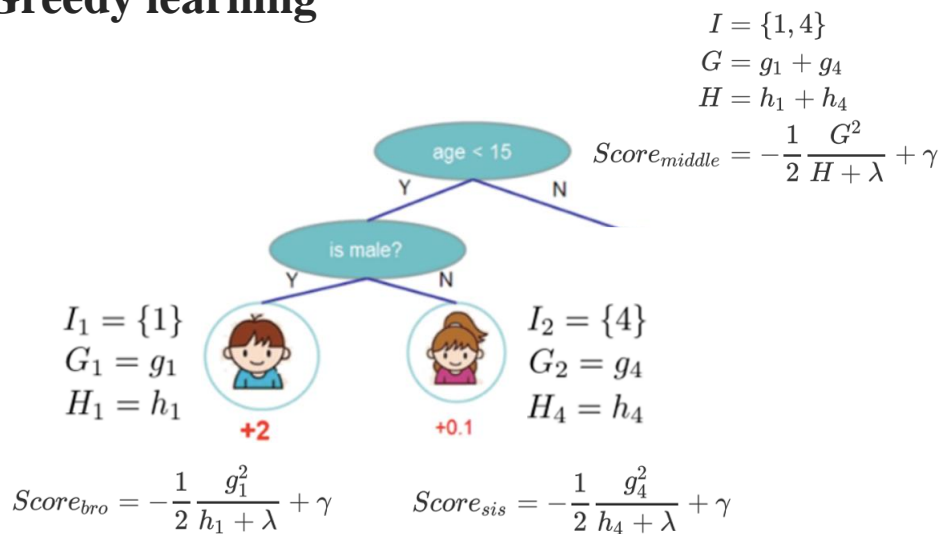 Greedy learning
I = {1, 4}
G = g₁ + g₄
H = h₁ + h₄
Score_middle = −1/2 G²/(H + λ) + γ
age < 15
Y
N
is male?
Y
N
I₁ = {1}
G₁ = g₁
H₁ = h₁
+2
+0.1
I₂ = {4}
G₂ = g₄
H₄ = h₄
Score_bro = −1/2 g₁²/(h₁ + λ) + γ
Score_sis = −1/2 g₄²/(h₄ + λ) + γ